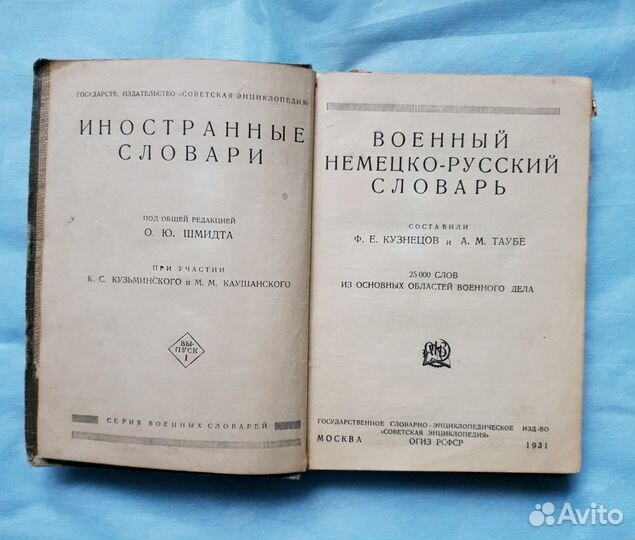 ГОСУДАРСТВ. ИЗДАТЕЛЬСТВО «СОВЕТСКАЯ ЭНЦИКЛОПЕДИЯ»
ИНОСТРАННЫЕ
СЛОВАРИ
ПОД ОБЩЕЙ РЕДАКЦИЕЙ
О. Ю. ШМИДТА
ПРИ УЧАСТИИ
К. С. КУЗЬМИНСКОГО и М. М. КАУШАНСКОГО
ВЫ-
ПУСК
I
СЕРИЯ ВОЕННЫХ СЛОВАРЕЙ
ВОЕННЫЙ
НЕМЕЦКО-РУССКИЙ
СЛОВАРЬ
СОСТАВИЛИ
Ф. Е. КУЗНЕЦОВ и А. М. ТАУБЕ
25 000 СЛОВ
ИЗ ОСНОВНЫХ ОБЛАСТЕЙ ВОЕННОГО ДЕЛА
ГОСУДАРСТВЕННОЕ СЛОВАРНО-ЭНЦИКЛОПЕДИЧЕСКОЕ ИЗД-ВО
«СОВЕТСКАЯ ЭНЦИКЛОПЕДИЯ»
МОСКВА ОГИЗ РСФСР 1931
Avito